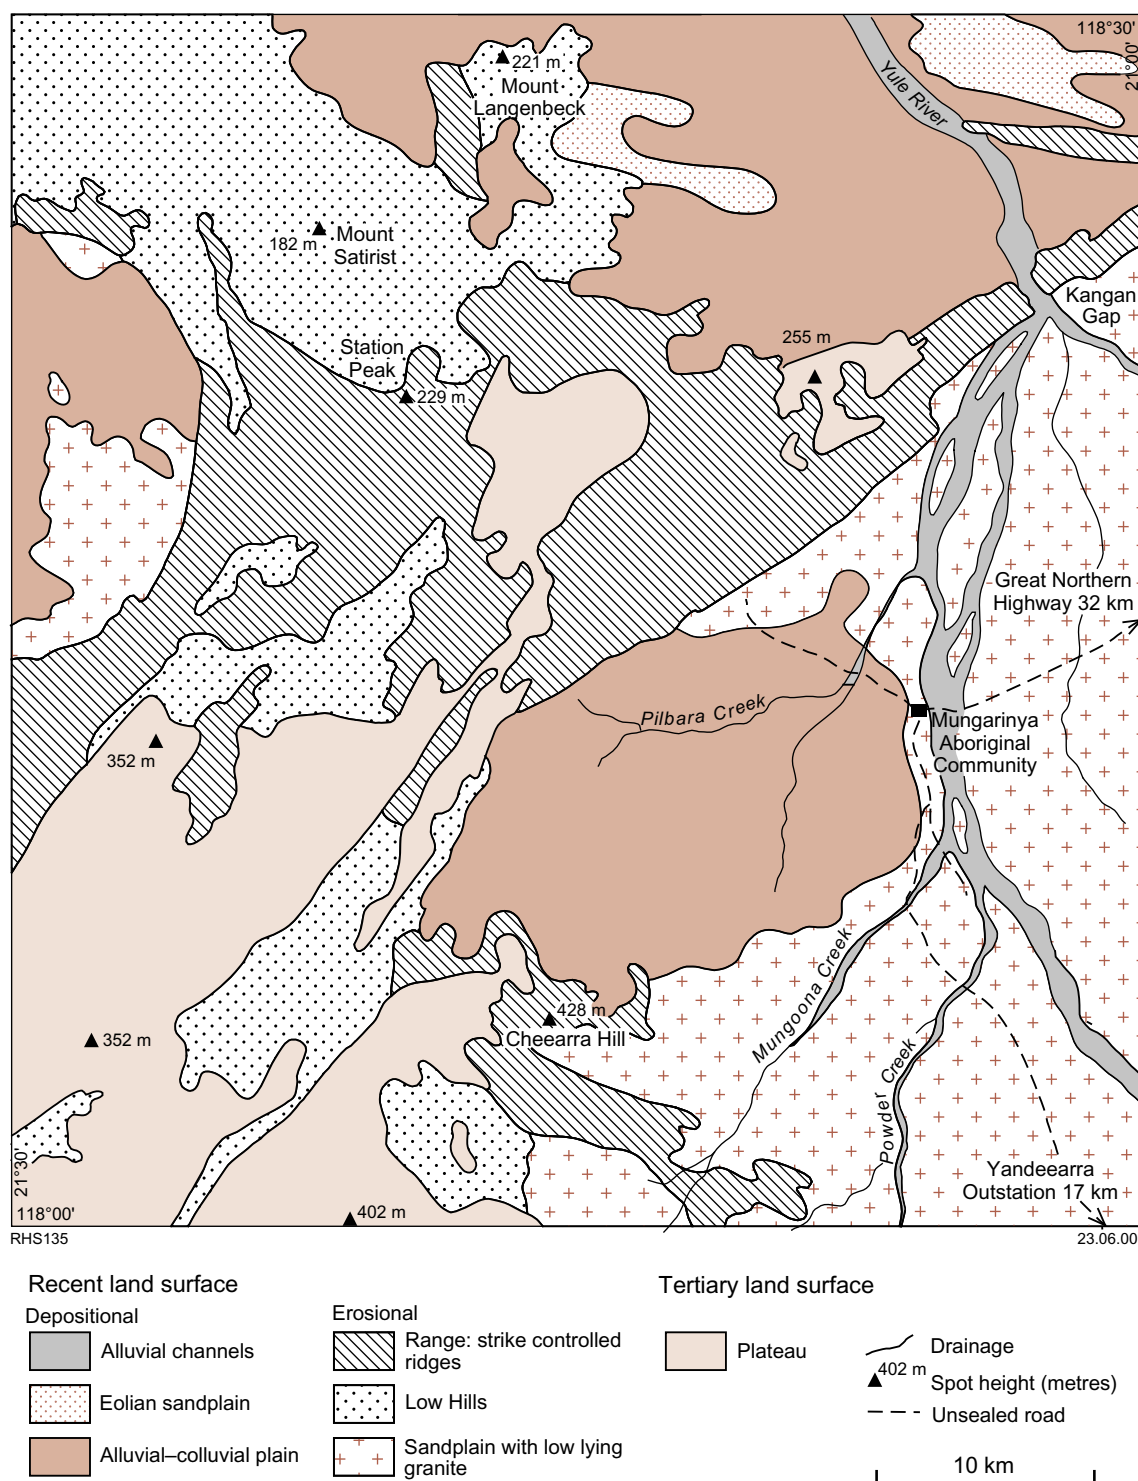 118°30'
21°00'
221 m
Mount
Langenbeck
Yule River
182 m
Mount
Satirist
Kangan
Gap
255 m
Station
Peak
229 m
Great Northern
Highway 32 km
Pilbara Creek
Mungarinya
Aboriginal
Community
352 m
Mungoona Creek
428 m
Cheearra Hill
352 m
Powder Creek
21°30'
118°00'
Yandeearra
Outstation 17 km
402 m
RHS135
23.06.00
Recent land surface
Tertiary land surface
Depositional
Erosional
Alluvial channels
Range: strike controlled
ridges
Plateau
Drainage
402 m
Spot height (metres)
Eolian sandplain
Low Hills
Unsealed road
Alluvial–colluvial plain
Sandplain with low lying
granite
10 km